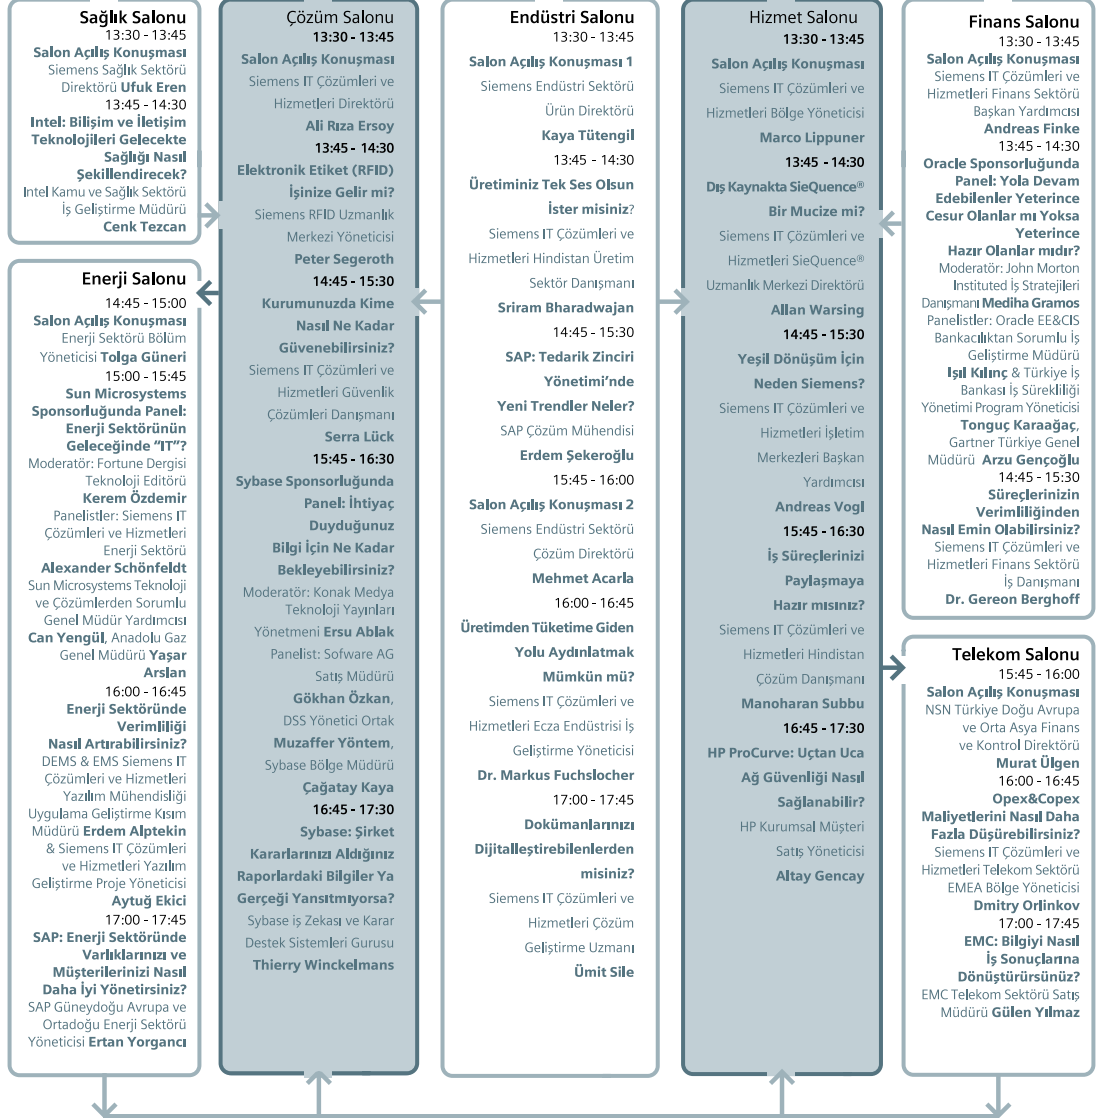 Sağlık Salonu
13:30 - 13:45
Salon Açılış Konuşması
Siemens Sağlık Sektörü
Direktörü Ufuk Eren
13:45 - 14:30
Intel: Bilişim ve İletişim
Teknolojileri Gelecekte
Sağlığı Nasıl
Şekillendirecek?
Intel Kamu ve Sağlık Sektörü
İş Geliştirme Müdürü
Cenk Tezcan
Enerji Salonu
14:45 - 15:00
Salon Açılış Konuşması
Enerji Sektörü Bölüm
Yöneticisi Tolga Güneri
15:00 - 15:45
Sun Microsystems
Sponsorluğunda Panel:
Enerji Sektörünün
Geleceğinde “IT”?
Moderatör: Fortune Dergisi
Teknoloji Editörü
Kerem Özdemir
Panelistler: Siemens IT
Çözümleri ve Hizmetleri
Enerji Sektörü
Alexander Schönfeldt
Sun Microsystems Teknoloji
ve Çözümlerden Sorumlu
Genel Müdür Yardımcısı
Can Yengül, Anadolu Gaz
Genel Müdürü Yaşar
Arslan
16:00 - 16:45
Enerji Sektöründe
Verimliliği
Nasıl Artırabilirsiniz?
DEMS & EMS Siemens IT
Çözümleri ve Hizmetleri
Yazılım Mühendisliği
Uygulama Geliştirme Kısım
Müdürü Erdem Alptekin
& Siemens IT Çözümleri
ve Hizmetleri Yazılım
Geliştirme Proje Yöneticisi
Aytuğ Ekici
17:00 - 17:45
SAP: Enerji Sektöründe
Varlıklarınızı ve
Müşterilerinizi Nasıl
Daha İyi Yönetirsiniz?
SAP Güneydoğu Avrupa ve
Ortadoğu Enerji Sektörü
Yöneticisi Ertan Yorgancı
Çözüm Salonu
13:30 - 13:45
Salon Açılış Konuşması
Siemens IT Çözümleri ve
Hizmetleri Direktörü
Ali Rıza Ersoy
13:45 - 14:30
Elektronik Etiket (RFID)
İşinize Gelir mi?
Siemens RFID Uzmanlık
Merkezi Yöneticisi
Peter Segeroth
14:45 - 15:30
Kurumunuzda Kime
Nasıl Ne Kadar
Güvenebilirsiniz?
Siemens IT Çözümleri ve
Hizmetleri Güvenlik
Çözümleri Danışmanı
Serra Lück
15:45 - 16:30
Sybase Sponsorluğunda
Panel: İhtiyaç
Duyduğunuz
Bilgi İçin Ne Kadar
Bekleyebilirsiniz?
Moderatör: Konak Medya
Teknoloji Yayınları
Yönetmeni Ersu Ablak
Panelist: Sofware AG
Satış Müdürü
Gökhan Özkan,
DSS Yönetici Ortak
Muzaffer Yöntem,
Sybase Bölge Müdürü
Çağatay Kaya
16:45 - 17:30
Sybase: Şirket
Kararlarınızı Aldığınız
Raporlardaki Bilgiler Ya
Gerçeği Yansıtmıyorsa?
Sybase iş Zekası ve Karar
Destek Sistemleri Gurusu
Thierry Winckelmans
Endüstri Salonu
13:30 - 13:45
Salon Açılış Konuşması 1
Siemens Endüstri Sektörü
Ürün Direktörü
Kaya Tütengil
13:45 - 14:30
Üretiminiz Tek Ses Olsun
İster misiniz?
Siemens IT Çözümleri ve
Hizmetleri Hindistan Üretim
Sektör Danışmanı
Sriram Bharadwajan
14:45 - 15:30
SAP: Tedarik Zinciri
Yönetimi’nde
Yeni Trendler Neler?
SAP Çözüm Mühendisi
Erdem Şekeroğlu
15:45 - 16:00
Salon Açılış Konuşması 2
Siemens Endüstri Sektörü
Çözüm Direktörü
Mehmet Acarla
16:00 - 16:45
Üretimden Tüketime Giden
Yolu Aydınlatmak
Mümkün mü?
Siemens IT Çözümleri ve
Hizmetleri Ecza Endüstrisi İş
Geliştirme Yöneticisi
Dr. Markus Fuchslocher
17:00 - 17:45
Dokümanlarınızı
Dijitalleştirebilenlerden
misiniz?
Siemens IT Çözümleri ve
Hizmetleri Çözüm
Geliştirme Uzmanı
Ümit Sile
Hizmet Salonu
13:30 - 13:45
Salon Açılış Konuşması
Siemens IT Çözümleri ve
Hizmetleri Bölge Yöneticisi
Marco Lippuner
13:45 - 14:30
Dış Kaynakta SieQuence®
Bir Mucize mi?
Siemens IT Çözümleri ve
Hizmetleri SieQuence®
Uzmanlık Merkezi Direktörü
Allan Warsing
14:45 - 15:30
Yeşil Dönüşüm İçin
Neden Siemens?
Siemens IT Çözümleri ve
Hizmetleri İşletim
Merkezleri Başkan
Yardımcısı
Andreas Vogl
15:45 - 16:30
İş Süreçlerinizi
Paylaşmaya
Hazır mısınız?
Siemens IT Çözümleri ve
Hizmetleri Hindistan
Çözüm Danışmanı
Manoharan Subbu
16:45 - 17:30
HP ProCurve: Uçtan Uca
Ağ Güvenliği Nasıl
Sağlanabilir?
HP Kurumsal Müşteri
Satış Yöneticisi
Altay Gencay
Finans Salonu
13:30 - 13:45
Salon Açılış Konuşması
Siemens IT Çözümleri ve
Hizmetleri Finans Sektörü
Başkan Yardımcısı
Andreas Finke
13:45 - 14:30
Oracle Sponsorluğunda
Panel: Yola Devam
Edebilenler Yeterince
Cesur Olanlar mı Yoksa
Yeterince
Hazır Olanlar mıdır?
Moderatör: John Morton
Instituted İş Stratejileri
Danışmanı Mediha Gramos
Panelistler: Oracle EE&CIS
Bankacılıktan Sorumlu İş
Geliştirme Müdürü
Işıl Kılınç & Türkiye İş
Bankası İş Sürekliliği
Yönetimi Program Yöneticisi
Tonguç Karaağaç,
Gartner Türkiye Genel
Müdürü Arzu Gençoğlu
14:45 - 15:30
Süreçlerinizin
Verimliliğinden
Nasıl Emin Olabilirsiniz?
Siemens IT Çözümleri ve
Hizmetleri Finans Sektörü
İş Danışmanı
Dr. Gereon Berghoff
Telekom Salonu
15:45 - 16:00
Salon Açılış Konuşması
NSN Türkiye Doğu Avrupa
ve Orta Asya Finans
ve Kontrol Direktörü
Murat Ülgen
16:00 - 16:45
Opex&Copex
Maliyetlerini Nasıl Daha
Fazla Düşürebilirsiniz?
Siemens IT Çözümleri ve
Hizmetleri Telekom Sektörü
EMEA Bölge Yöneticisi
Dmitry Orlinkov
17:00 - 17:45
EMC: Bilgiyi Nasıl
İş Sonuçlarına
Dönüştürürsünüz?
EMC Telekom Sektörü Satış
Müdürü Gülen Yılmaz